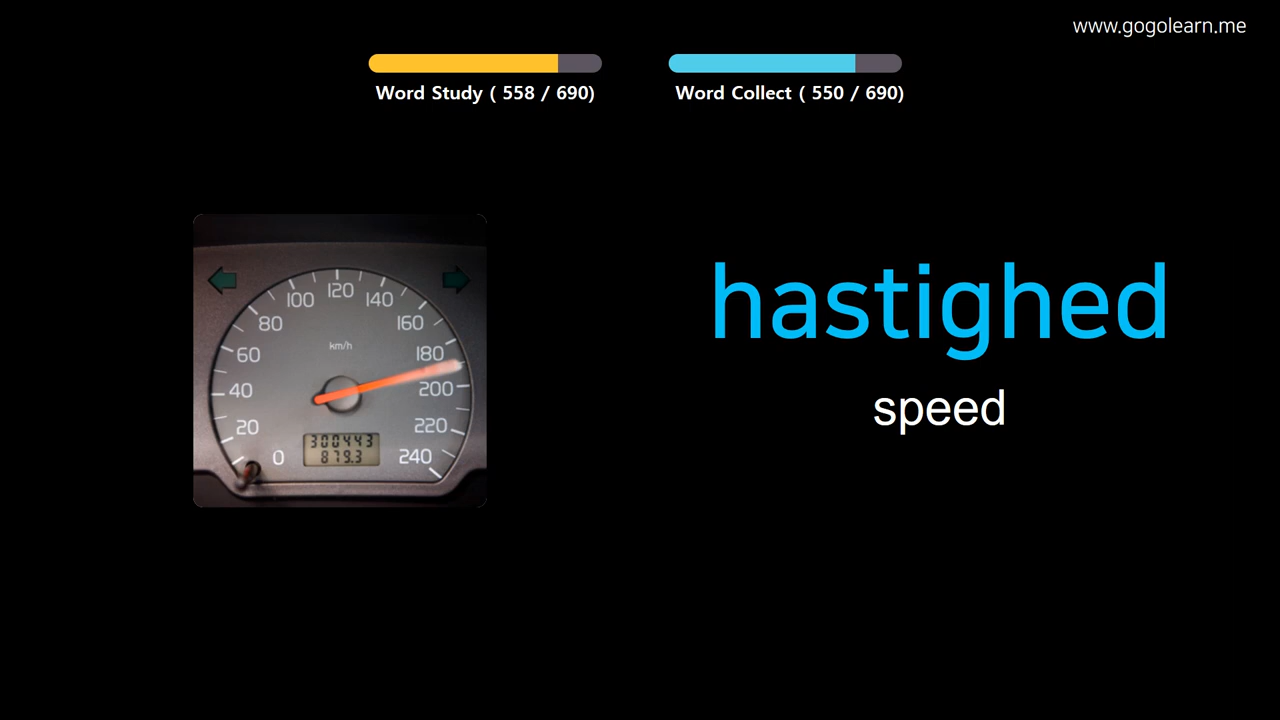 www.gogolearn.me
Word Study ( 558 / 690)
Word Collect ( 550 / 690)
hastighed
speed
0
20
40
60
80
100
120
140
160
180
200
220
240
km/h
300443
879.3